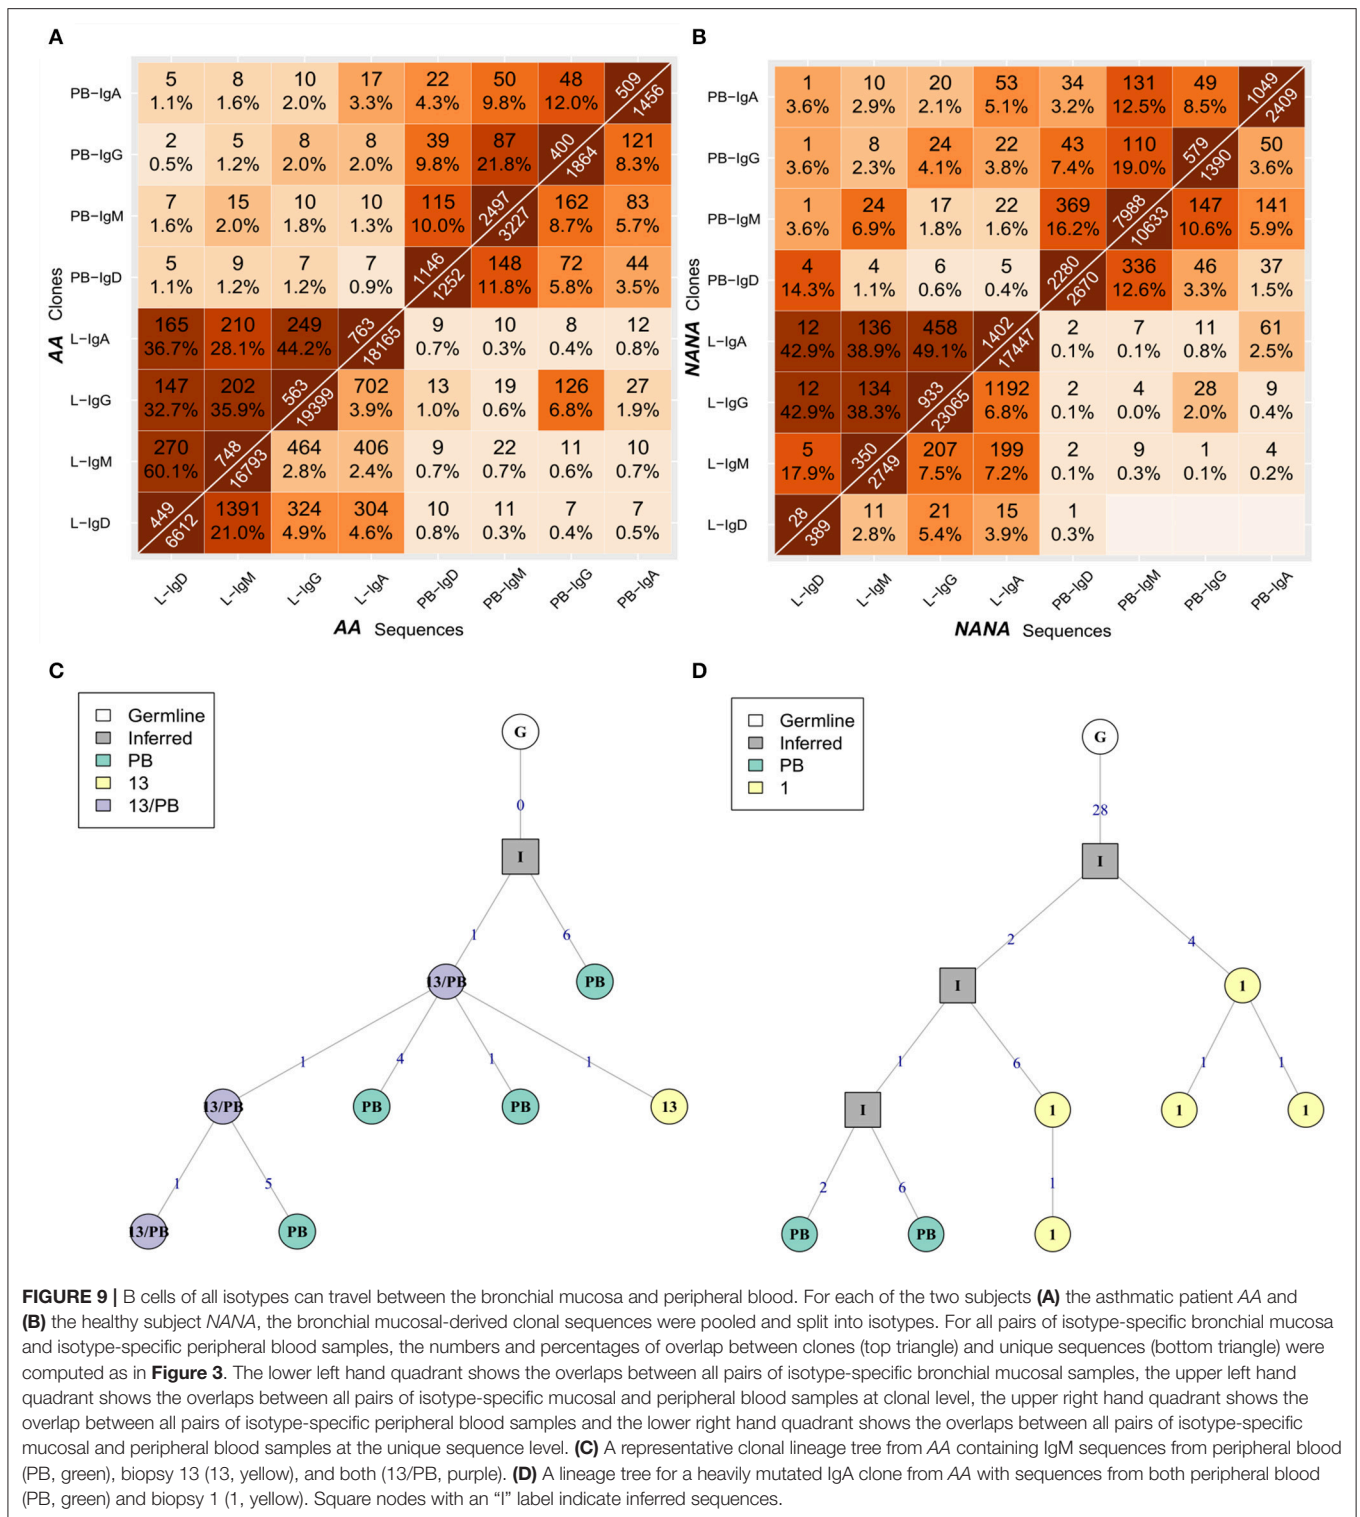 A
PB-IgA 5 8 10 17 22 50 48 509
1.1% 1.6% 2.0% 3.3% 4.3% 9.8% 12.0% 1456
PB-IgG 2 5 8 8 39 87 400 121
0.5% 1.2% 2.0% 2.0% 9.8% 21.8% 1864 8.3%
PB-IgM 7 15 10 10 115 2497 162 83
1.6% 2.0% 1.8% 1.3% 10.0% 3227 8.7% 5.7%
PB-IgD 5 9 7 7 1146 148 72 44
1.1% 1.2% 1.2% 0.9% 1252 11.8% 5.8% 3.5%
L-IgA 165 210 249 763 9 10 8 12
36.7% 28.1% 44.2% 18165 0.7% 0.3% 0.4% 0.8%
L-IgG 147 202 563 702 13 19 126 27
32.7% 35.9% 19399 3.9% 1.0% 0.6% 6.8% 1.9%
L-IgM 270 748 464 406 9 22 11 10
60.1% 16793 2.8% 2.4% 0.7% 0.7% 0.6% 0.7%
L-IgD 449 1391 324 304 10 11 7 7
6612 21.0% 4.9% 4.6% 0.8% 0.3% 0.4% 0.5%
AA Clones
L-IgD L-IgM L-IgG L-IgA PB-IgD PB-IgM PB-IgG PB-IgA
AA Sequences
B
PB-IgA 1 10 20 53 34 131 49 1049
3.6% 2.9% 2.1% 5.1% 3.2% 12.5% 8.5% 2409
PB-IgG 1 8 24 22 43 110 579 50
3.6% 2.3% 4.1% 3.8% 7.4% 19.0% 1390 3.6%
PB-IgM 1 24 17 22 369 7988 147 141
3.6% 6.9% 1.8% 1.6% 16.2% 10633 10.6% 5.9%
PB-IgD 4 4 6 5 2280 336 46 37
14.3% 1.1% 0.6% 0.4% 2670 12.6% 3.3% 1.5%
L-IgA 12 136 458 1402 2 7 11 61
42.9% 38.9% 49.1% 17447 0.1% 0.1% 0.8% 2.5%
L-IgG 12 134 933 1192 2 4 28 9
42.9% 38.3% 23065 6.8% 0.1% 0.0% 2.0% 0.4%
L-IgM 5 350 207 199 2 9 1 4
17.9% 2749 7.5% 7.2% 0.1% 0.3% 0.1% 0.2%
L-IgD 28 11 21 15 1
389 2.8% 5.4% 3.9% 0.3%
NANA Clones
L-IgD L-IgM L-IgG L-IgA PB-IgD PB-IgM PB-IgG PB-IgA
NANA Sequences
C
Germline
Inferred
PB
13
13/PB
G
0
I
1 6
13/PB PB
1 4 1 1
13/PB PB PB 13
1 5
13/PB PB
D
Germline
Inferred
PB
1
G
28
I
2 4
I 1
1 6 1 1
I 1 1 1
2 6 1
PB PB 1
FIGURE 9 | B cells of all isotypes can travel between the bronchial mucosa and peripheral blood. For each of the two subjects (A) the asthmatic patient AA and
(B) the healthy subject NANA, the bronchial mucosal-derived clonal sequences were pooled and split into isotypes. For all pairs of isotype-specific bronchial mucosa
and isotype-specific peripheral blood samples, the numbers and percentages of overlap between clones (top triangle) and unique sequences (bottom triangle) were
computed as in Figure 3. The lower left hand quadrant shows the overlaps between all pairs of isotype-specific bronchial mucosal samples, the upper left hand
quadrant shows the overlaps between all pairs of isotype-specific mucosal and peripheral blood samples at clonal level, the upper right hand quadrant shows the
overlap between all pairs of isotype-specific peripheral blood samples and the lower right hand quadrant shows the overlaps between all pairs of isotype-specific
mucosal and peripheral blood samples at the unique sequence level. (C) A representative clonal lineage tree from AA containing IgM sequences from peripheral blood
(PB, green), biopsy 13 (13, yellow), and both (13/PB, purple). (D) A lineage tree for a heavily mutated IgA clone from AA with sequences from both peripheral blood
(PB, green) and biopsy 1 (1, yellow). Square nodes with an “I” label indicate inferred sequences.